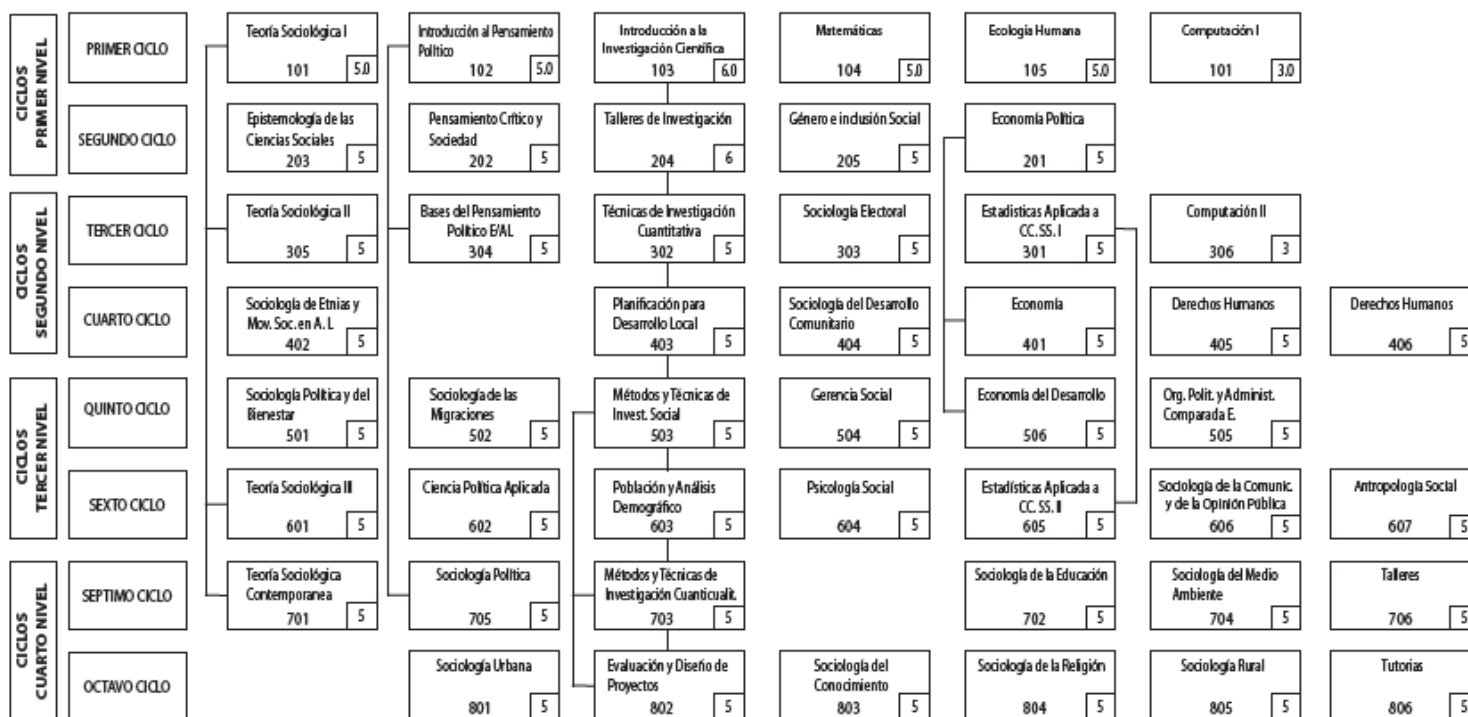 CICLOS
PRIMER NIVEL
PRIMER CICLO
Teoría Sociológica I
101 5.0
Introducción al Pensamiento
Político
102 5.0
Introducción a la
Investigación Científica
103 6.0
Matemáticas
104 5.0
Ecología Humana
105 5.0
Computación I
101 3.0
SEGUNDO CICLO
Epistemología de las
Ciencias Sociales
203 5
Pensamiento Crítico y
Sociedad
202 5
Talleres de Investigación
204 6
Género e inclusión Social
205 5
Economía Política
201 5
CICLOS
SEGUNDO NIVEL
TERCER CICLO
Teoría Sociológica II
305 5
Bases del Pensamiento
Político E/AL
304 5
Técnicas de Investigación
Cuantitativa
302 5
Sociología Electoral
303 5
Estadísticas Aplicada a
CC. SS. I
301 5
Computación II
306 3
CUARTO CICLO
Sociología de Etnias y
Mov. Soc. en A. L
402 5
Planificación para
Desarrollo Local
403 5
Sociología del Desarrollo
Comunitario
404 5
Economía
401 5
Derechos Humanos
405 5
Derechos Humanos
406 5
CICLOS
TERCER NIVEL
QUINTO CICLO
Sociología Política y del
Bienestar
501 5
Sociología de las
Migraciones
502 5
Métodos y Técnicas de
Invest. Social
503 5
Gerencia Social
504 5
Economía del Desarrollo
506 5
Org. Polit. y Administ.
Comparada E.
505 5
SEXTO CICLO
Teoría Sociológica III
601 5
Ciencia Política Aplicada
602 5
Población y Análisis
Demográfico
603 5
Psicología Social
604 5
Estadísticas Aplicada a
CC. SS. II
605 5
Sociología de la Comunic.
y de la Opinión Pública
606 5
Antropología Social
607 5
CICLOS
CUARTO NIVEL
SEPTIMO CICLO
Teoría Sociológica
Contemporanea
701 5
Sociología Política
705 5
Métodos y Técnicas de
Investigación Cuanticualit.
703 5
Sociología de la Educación
702 5
Sociología del Medio
Ambiente
704 5
Talleres
706 5
OCTAVO CICLO
Sociología Urbana
801 5
Evaluación y Diseño de
Proyectos
802 5
Sociología del
Conocimiento
803 5
Sociología de la Religión
804 5
Sociología Rural
805 5
Tutorias
806 5